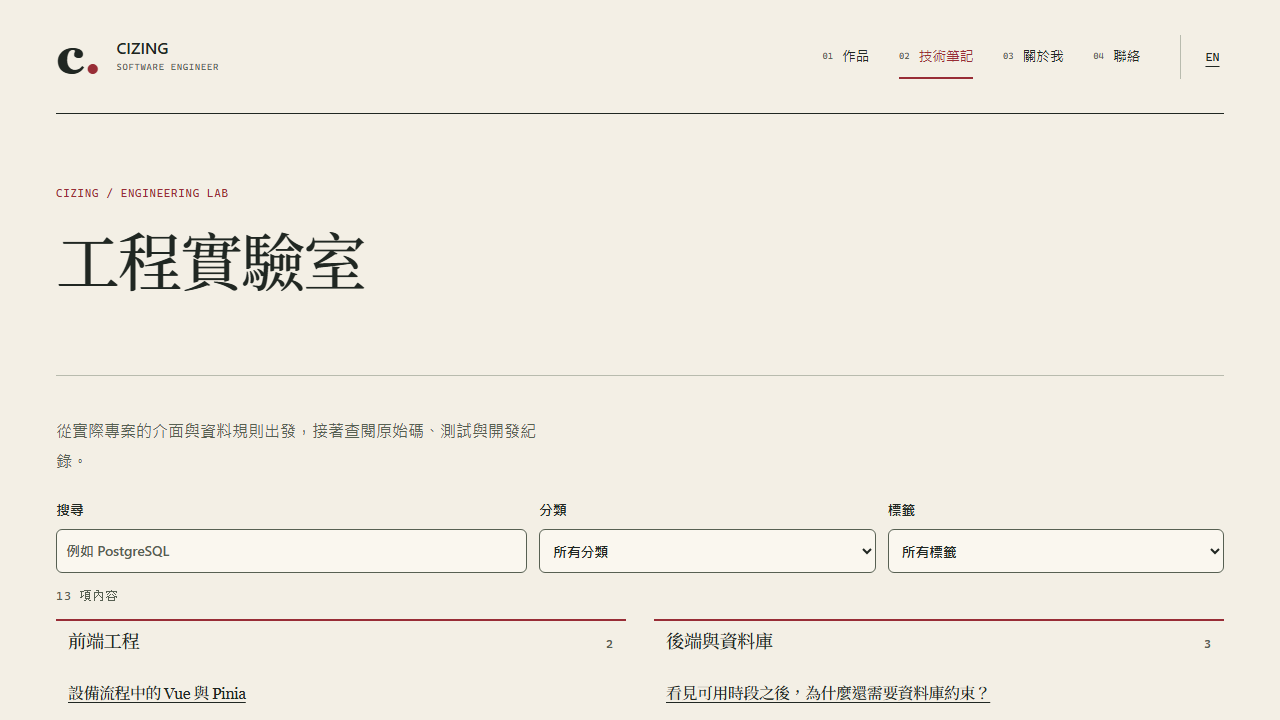 c.
CIZING
SOFTWARE ENGINEER
01 作品
02 技術筆記
03 關於我
04 聯絡
EN
CIZING / ENGINEERING LAB
工程實驗室
從實際專案的介面與資料規則出發，接著查閱原始碼、測試與開發紀
錄。
搜尋
分類
標籤
例如 PostgreSQL
所有分類
所有標籤
13 項內容
前端工程 2
後端與資料庫 3
設備流程中的 Vue 與 Pinia
看見可用時段之後，為什麼還需要資料庫約束？